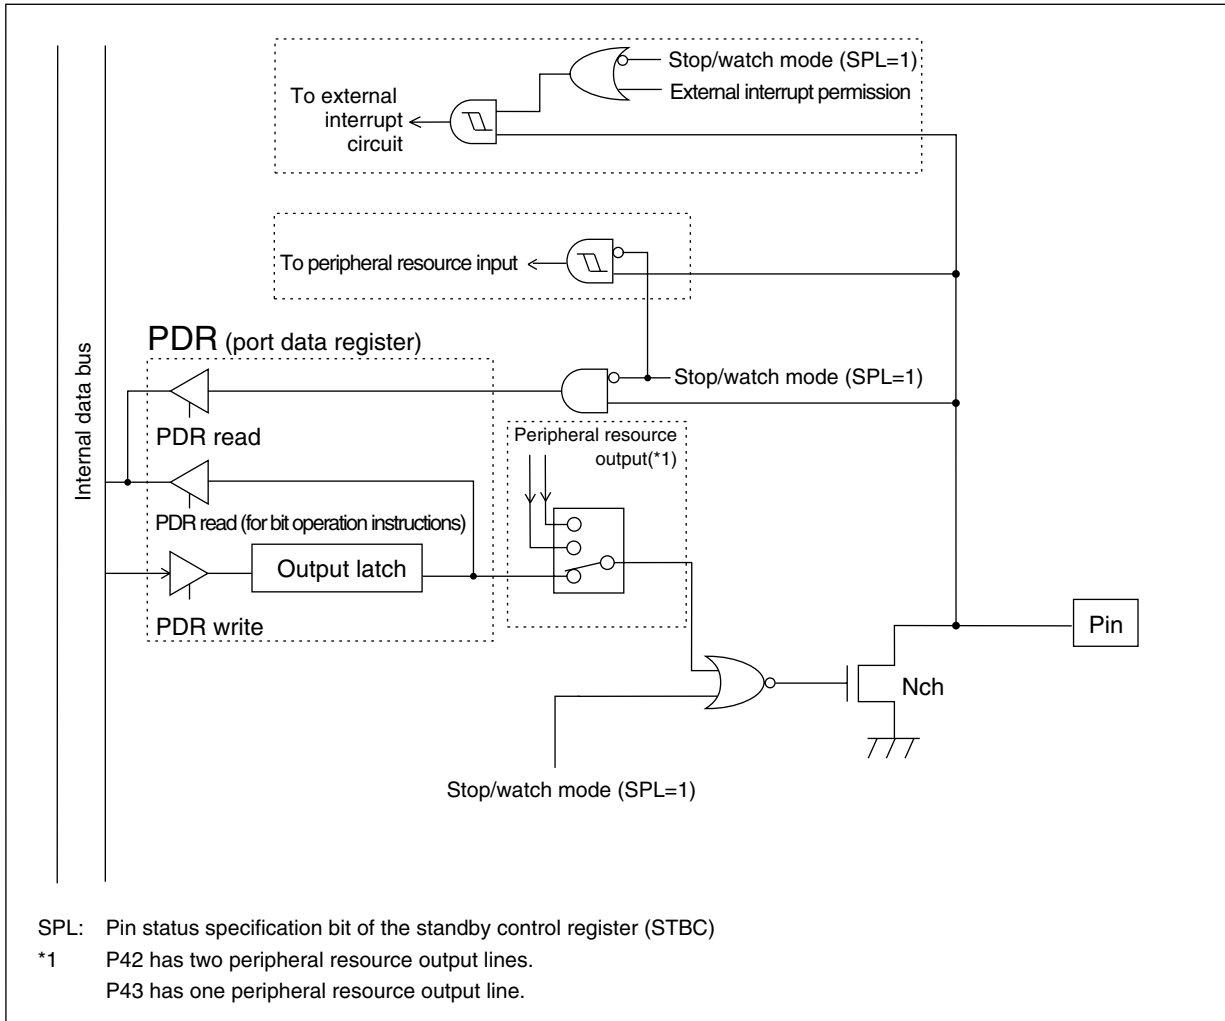 Stop/watch mode (SPL=1)
External interrupt permission
To external
interrupt
circuit
To peripheral resource input
PDR (port data register)
Internal data bus
Stop/watch mode (SPL=1)
PDR read
Peripheral resource
output(*1)
PDR read (for bit operation instructions)
Output latch
PDR write
Pin
Nch
Stop/watch mode (SPL=1)
SPL: Pin status specification bit of the standby control register (STBC)
*1 P42 has two peripheral resource output lines.
P43 has one peripheral resource output line.